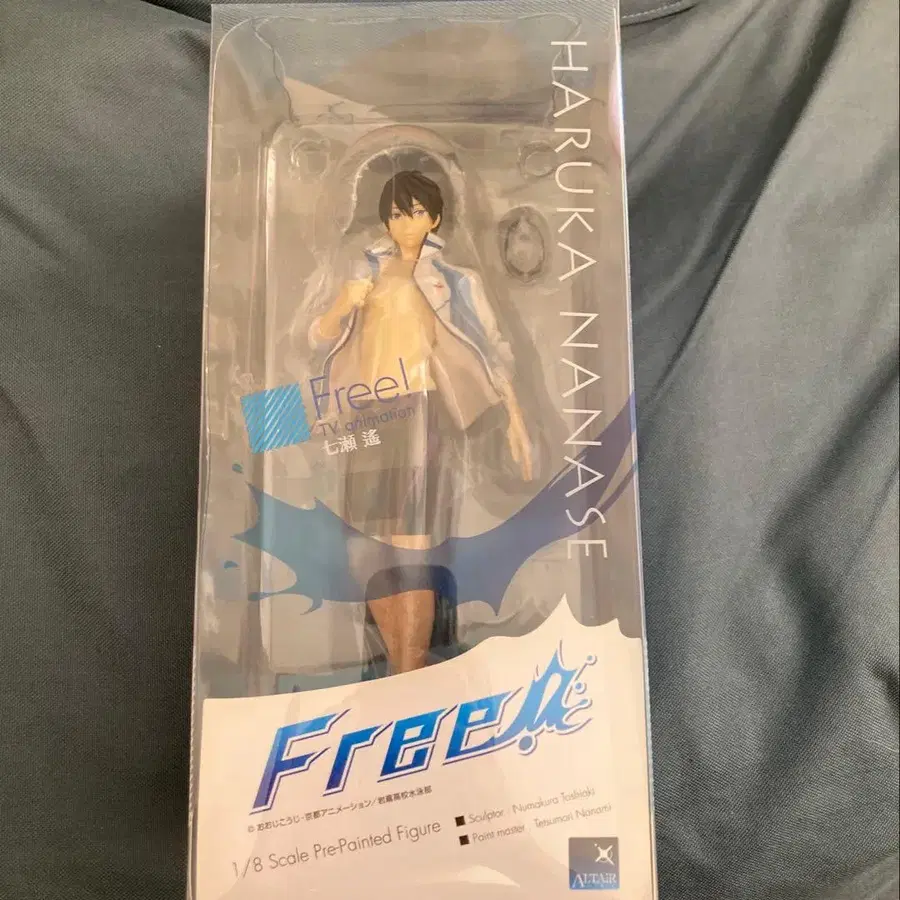 HARUKA NANASE
Free!
TV animation
七瀬 遙
Free!
© おおじこうじ・京都アニメーション/岩鳶高校水泳部
1/8 Scale Pre-Painted Figure
■ Sculptor : Numakura Toshiaki
■ Paint master : Tetsumori Nanami
ALTAiR